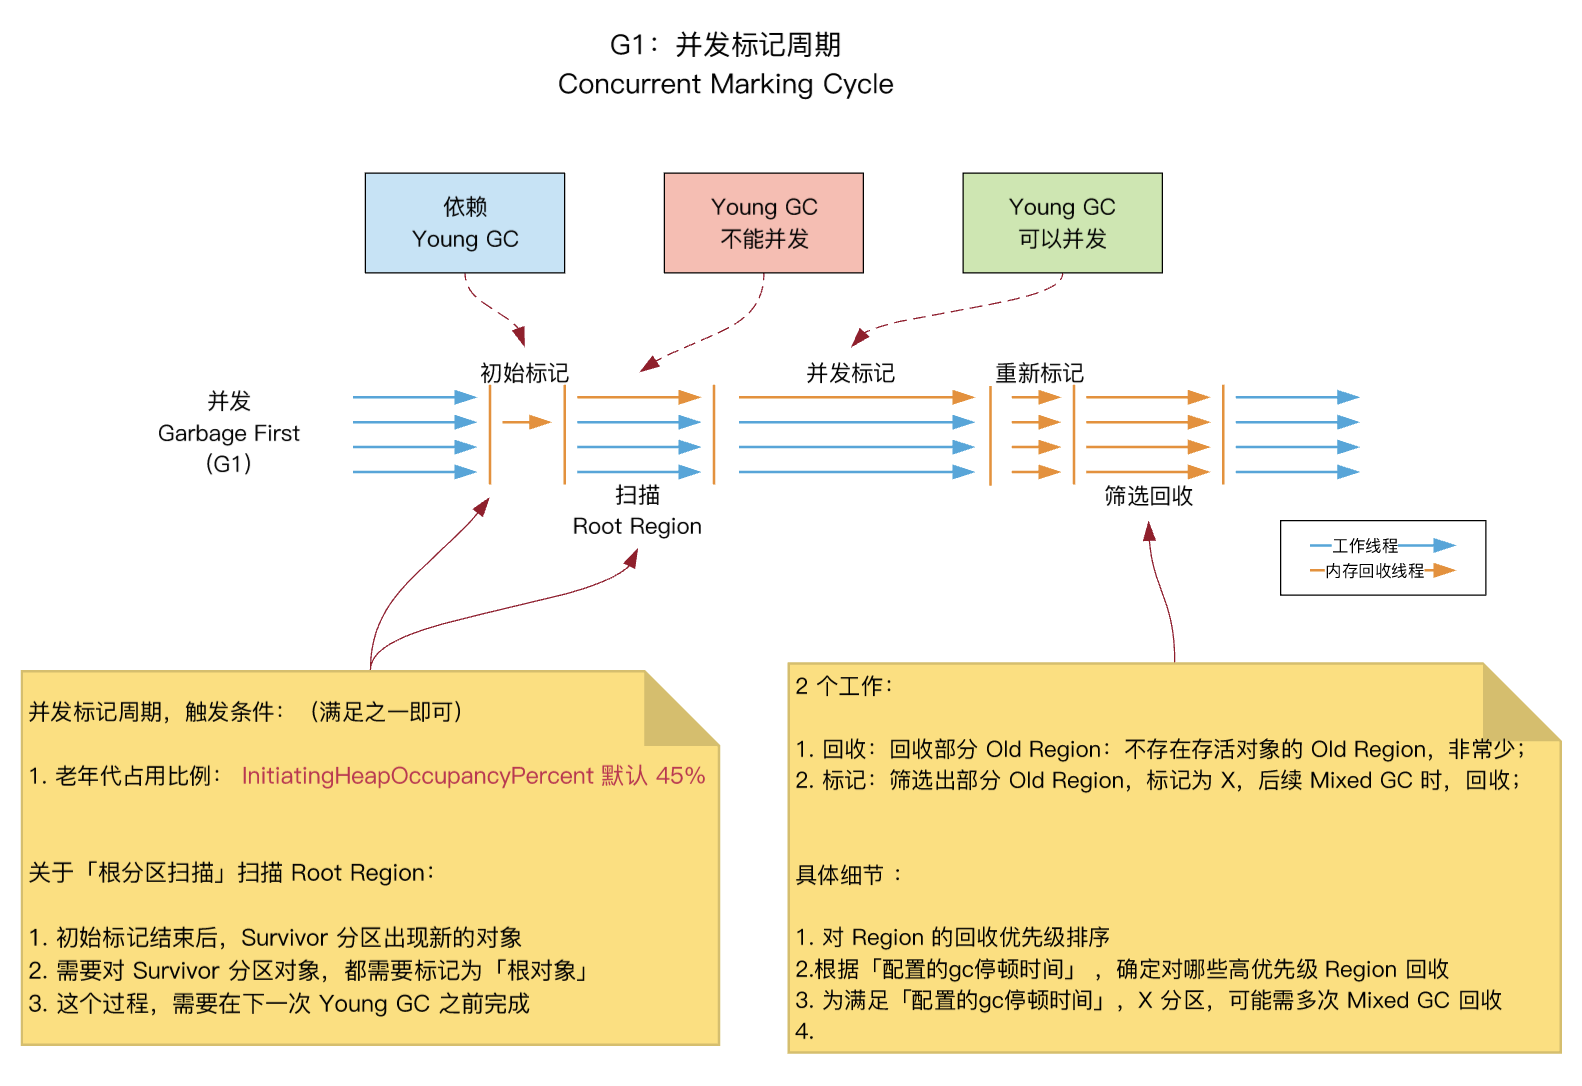 G1：并发标记周期
Concurrent Marking Cycle
依赖
Young GC
Young GC
不能并发
Young GC
可以并发
初始标记
并发标记
重新标记
并发
Garbage First
（G1）
扫描
Root Region
筛选回收
工作线程
内存回收线程
并发标记周期，触发条件：（满足之一即可）
1. 老年代占用比例： InitiatingHeapOccupancyPercent 默认 45%
关于「根分区扫描」扫描 Root Region：
1. 初始标记结束后，Survivor 分区出现新的对象
2. 需要对 Survivor 分区对象，都需要标记为「根对象」
3. 这个过程，需要在下一次 Young GC 之前完成
2 个工作：
1. 回收：回收部分 Old Region：不存在存活对象的 Old Region，非常少；
2. 标记：筛选出部分 Old Region，标记为 X，后续 Mixed GC 时，回收；
具体细节 ：
1. 对 Region 的回收优先级排序
2.根据「配置的gc停顿时间」 ，确定对哪些高优先级 Region 回收
3. 为满足「配置的gc停顿时间」，X 分区，可能需多次 Mixed GC 回收
4.